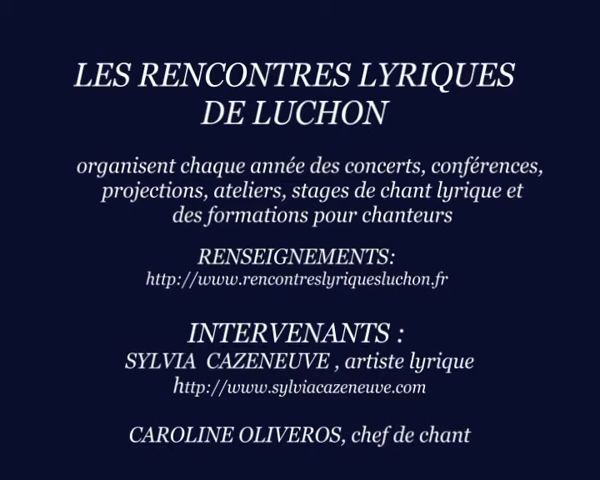 LES RENCONTRES LYRIQUES
DE LUCHON
organisent chaque année des concerts, conférences,
projections, ateliers, stages de chant lyrique et
des formations pour chanteurs
RENSEIGNEMENTS:
http://www.rencontreslyriquesluchon.fr
INTERVENANTS :
SYLVIA CAZENEUVE , artiste lyrique
http://www.sylviacazeneuve.com
CAROLINE OLIVEROS, chef de chant